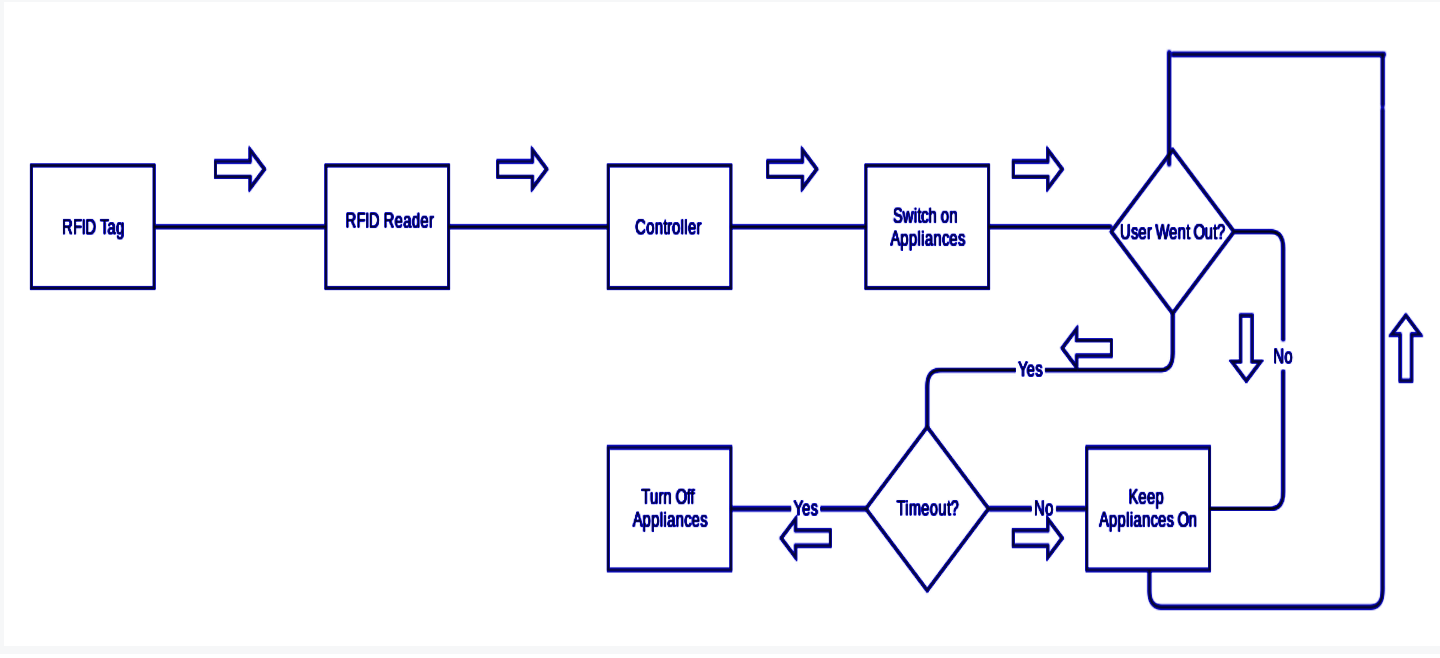 RFID Tag
RFID Reader
Controller
Switch on
Appliances
User Went Out?
Yes
No
Turn Off
Appliances
Yes
Timeout?
No
Keep
Appliances On